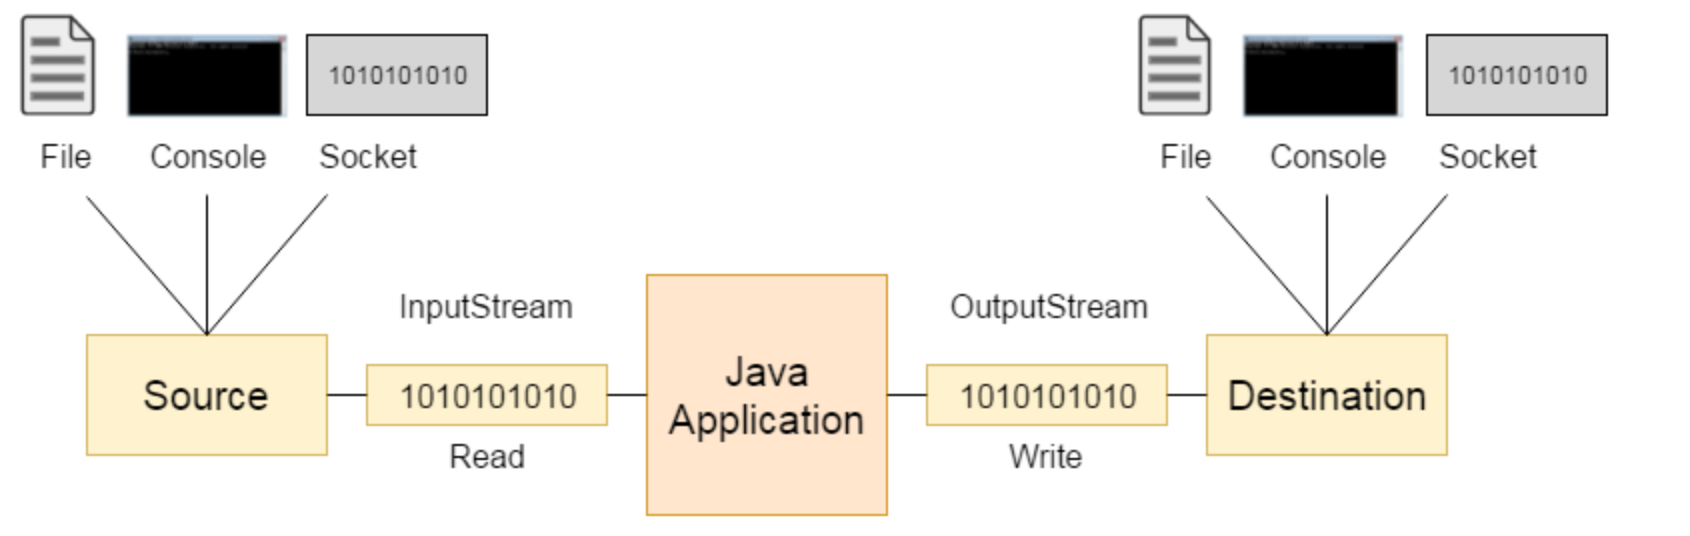 1010101010
1010101010
File Console Socket
File Console Socket
InputStream
OutputStream
Source
1010101010
Java
Application
1010101010
Destination
Read
Write